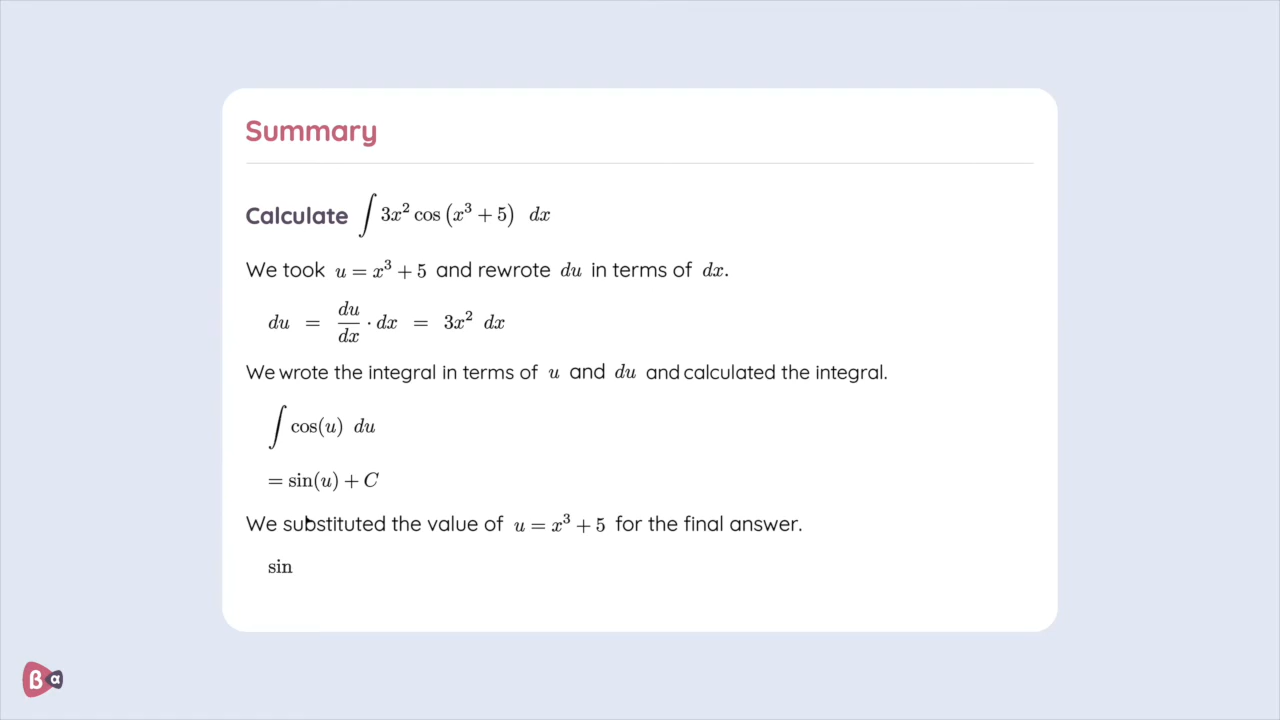 Summary
Calculate ∫ 3x² cos (x³ + 5) dx
We took u = x³ + 5 and rewrote du in terms of dx.
du = du/dx · dx = 3x² dx
We wrote the integral in terms of u and du and calculated the integral.
∫ cos(u) du
= sin(u) + C
We substituted the value of u = x³ + 5 for the final answer.
sin
β α